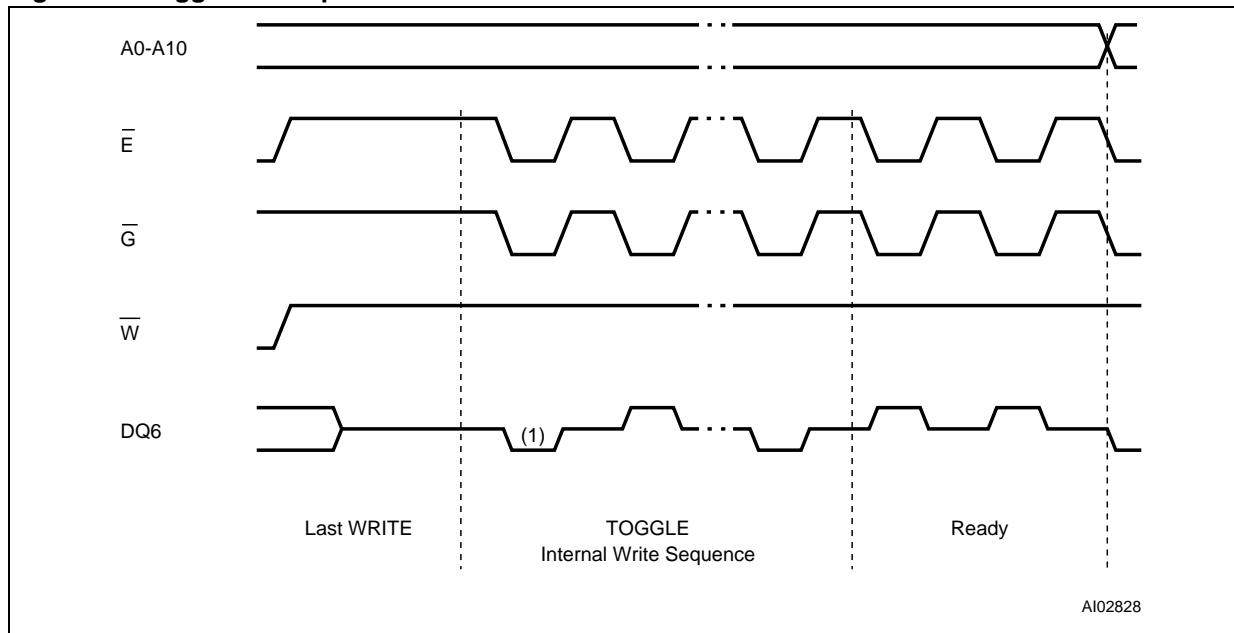 A0-A10
E
G
W
DQ6
(1)
Last WRITE
TOGGLE
Internal Write Sequence
Ready
AI02828